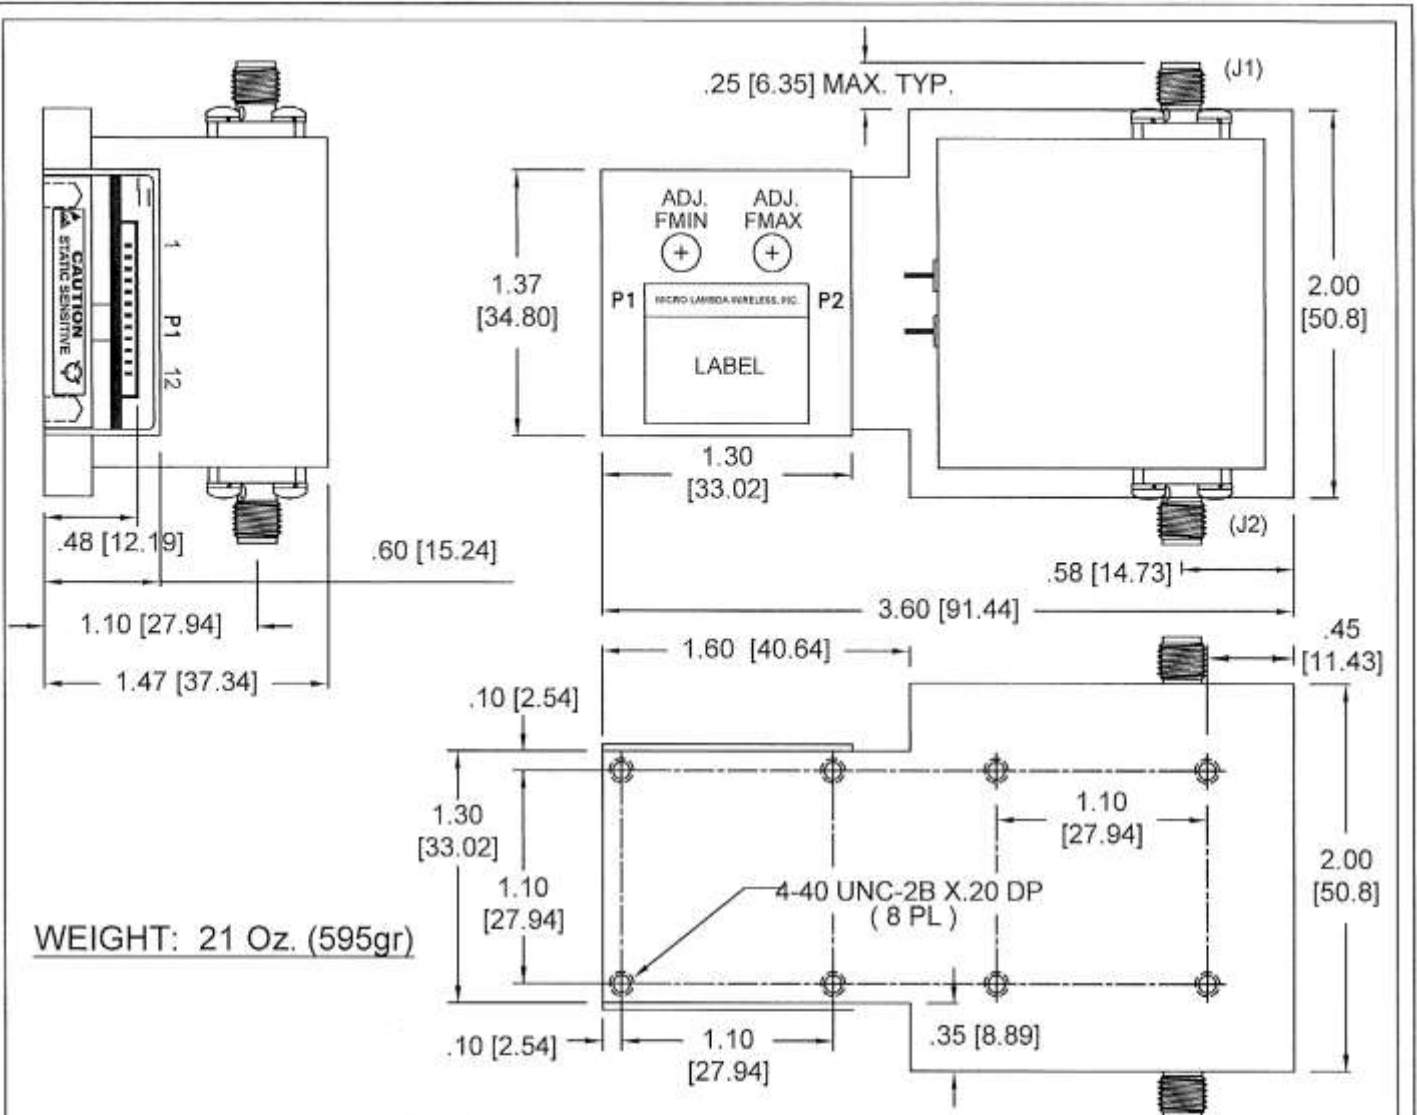 .25 [6.35] MAX. TYP.
(J1)
1
P1
12
CAUTION
STATIC SENSITIVE
ADJ.
FMIN
ADJ.
FMAX
1.37
[34.80]
P1
MICRO LAMBDA WIRELESS, INC.
P2
LABEL
2.00
[50.8]
1.30
[33.02]
(J2)
.48 [12.19]
.60 [15.24]
.58 [14.73]
1.10 [27.94]
3.60 [91.44]
1.47 [37.34]
1.60 [40.64]
.45
[11.43]
.10 [2.54]
1.30
[33.02]
1.10
[27.94]
1.10
[27.94]
4-40 UNC-2B X.20 DP
( 8 PL )
2.00
[50.8]
WEIGHT: 21 Oz. (595gr)
.10 [2.54]
1.10
[27.94]
.35 [8.89]